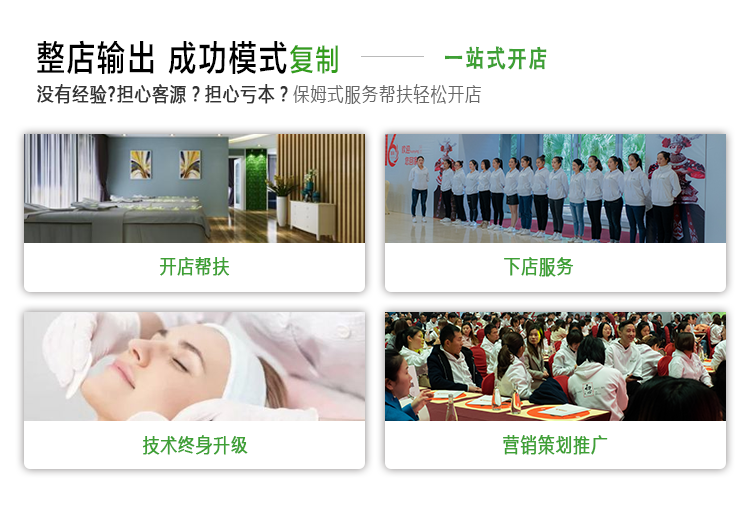 整店输出 成功模式复制 一站式开店
没有经验?担心客源？担心亏本？保姆式服务帮扶轻松开店
16
开店帮扶
下店服务
技术终身升级
营销策划推广